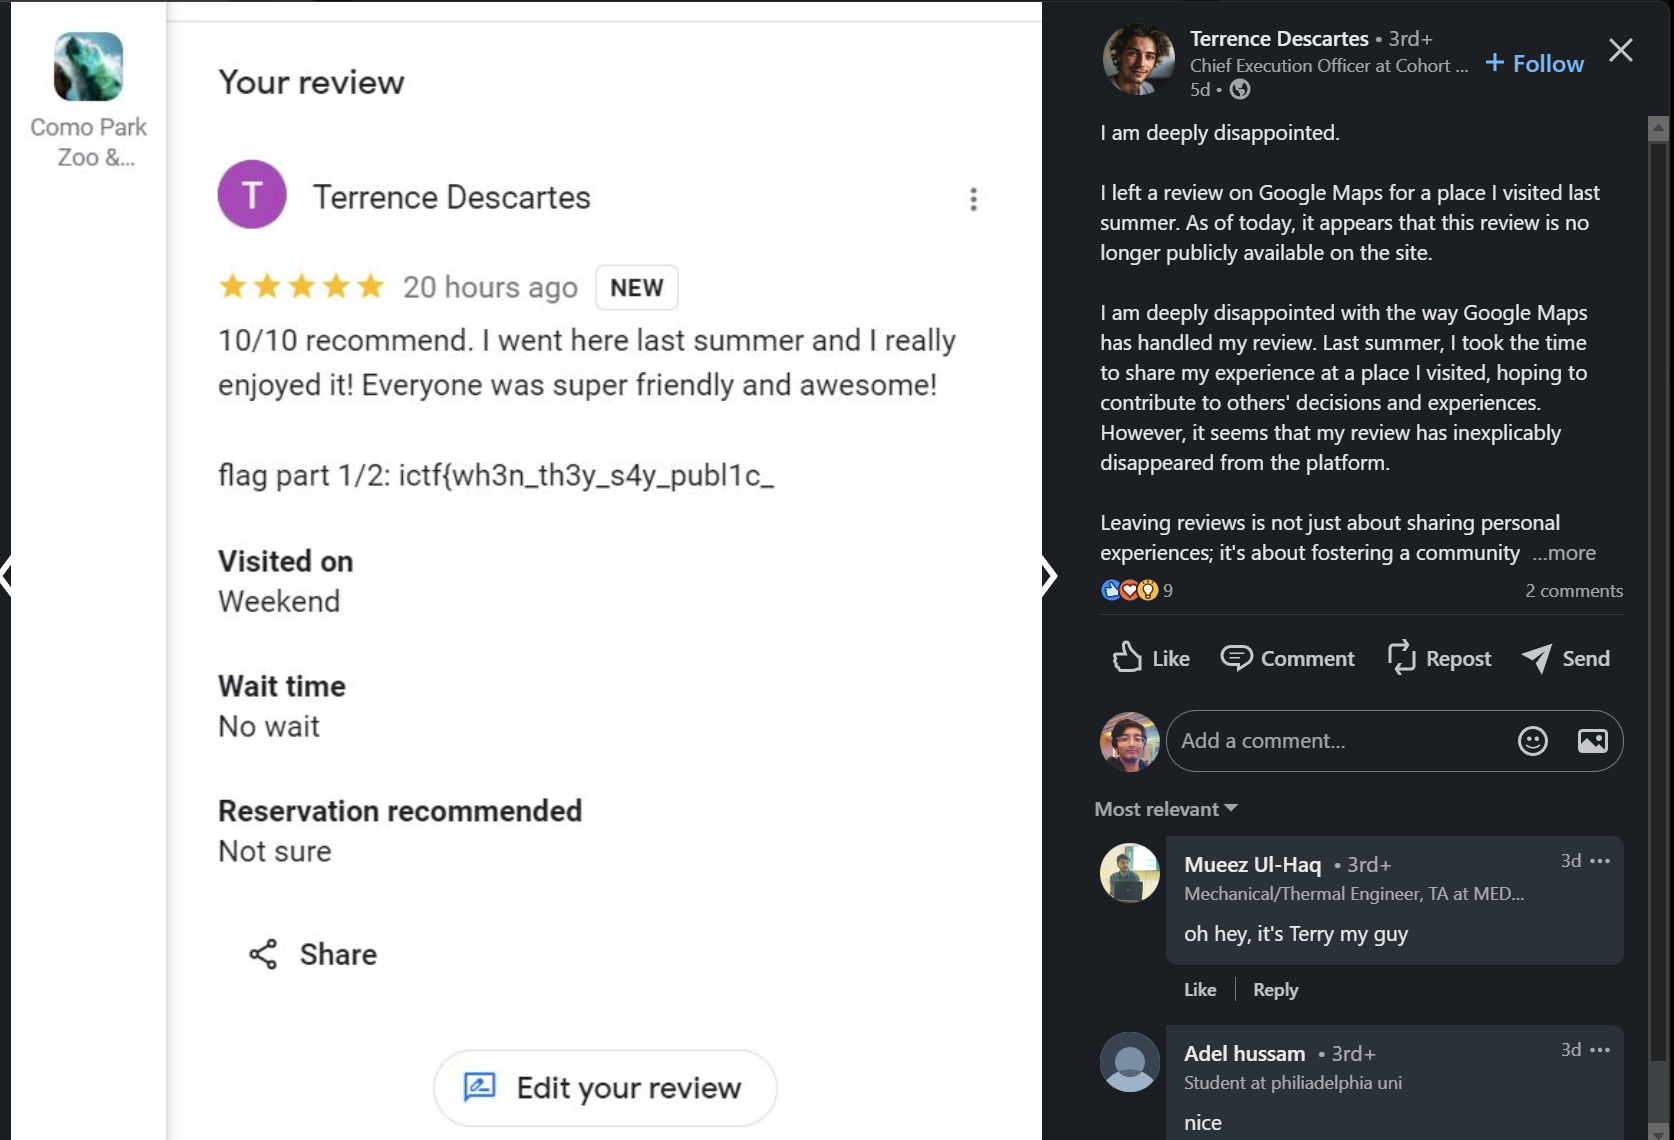 Como Park
Zoo &...
Your review
T
Terrence Descartes
20 hours ago NEW
10/10 recommend. I went here last summer and I really
enjoyed it! Everyone was super friendly and awesome!
flag part 1/2: ictf{wh3n_th3y_s4y_publ1c_
Visited on
Weekend
Wait time
No wait
Reservation recommended
Not sure
Share
Edit your review
Terrence Descartes • 3rd+
Chief Execution Officer at Cohort ...
+ Follow
5d •
I am deeply disappointed.
I left a review on Google Maps for a place I visited last
summer. As of today, it appears that this review is no
longer publicly available on the site.
I am deeply disappointed with the way Google Maps
has handled my review. Last summer, I took the time
to share my experience at a place I visited, hoping to
contribute to others' decisions and experiences.
However, it seems that my review has inexplicably
disappeared from the platform.
Leaving reviews is not just about sharing personal
experiences; it's about fostering a community ...more
9
2 comments
Like
Comment
Repost
Send
Add a comment...
Most relevant
Mueez Ul-Haq • 3rd+
3d
Mechanical/Thermal Engineer, TA at MED...
oh hey, it's Terry my guy
Like
Reply
Adel hussam • 3rd+
3d
Student at philiadelphia uni
nice